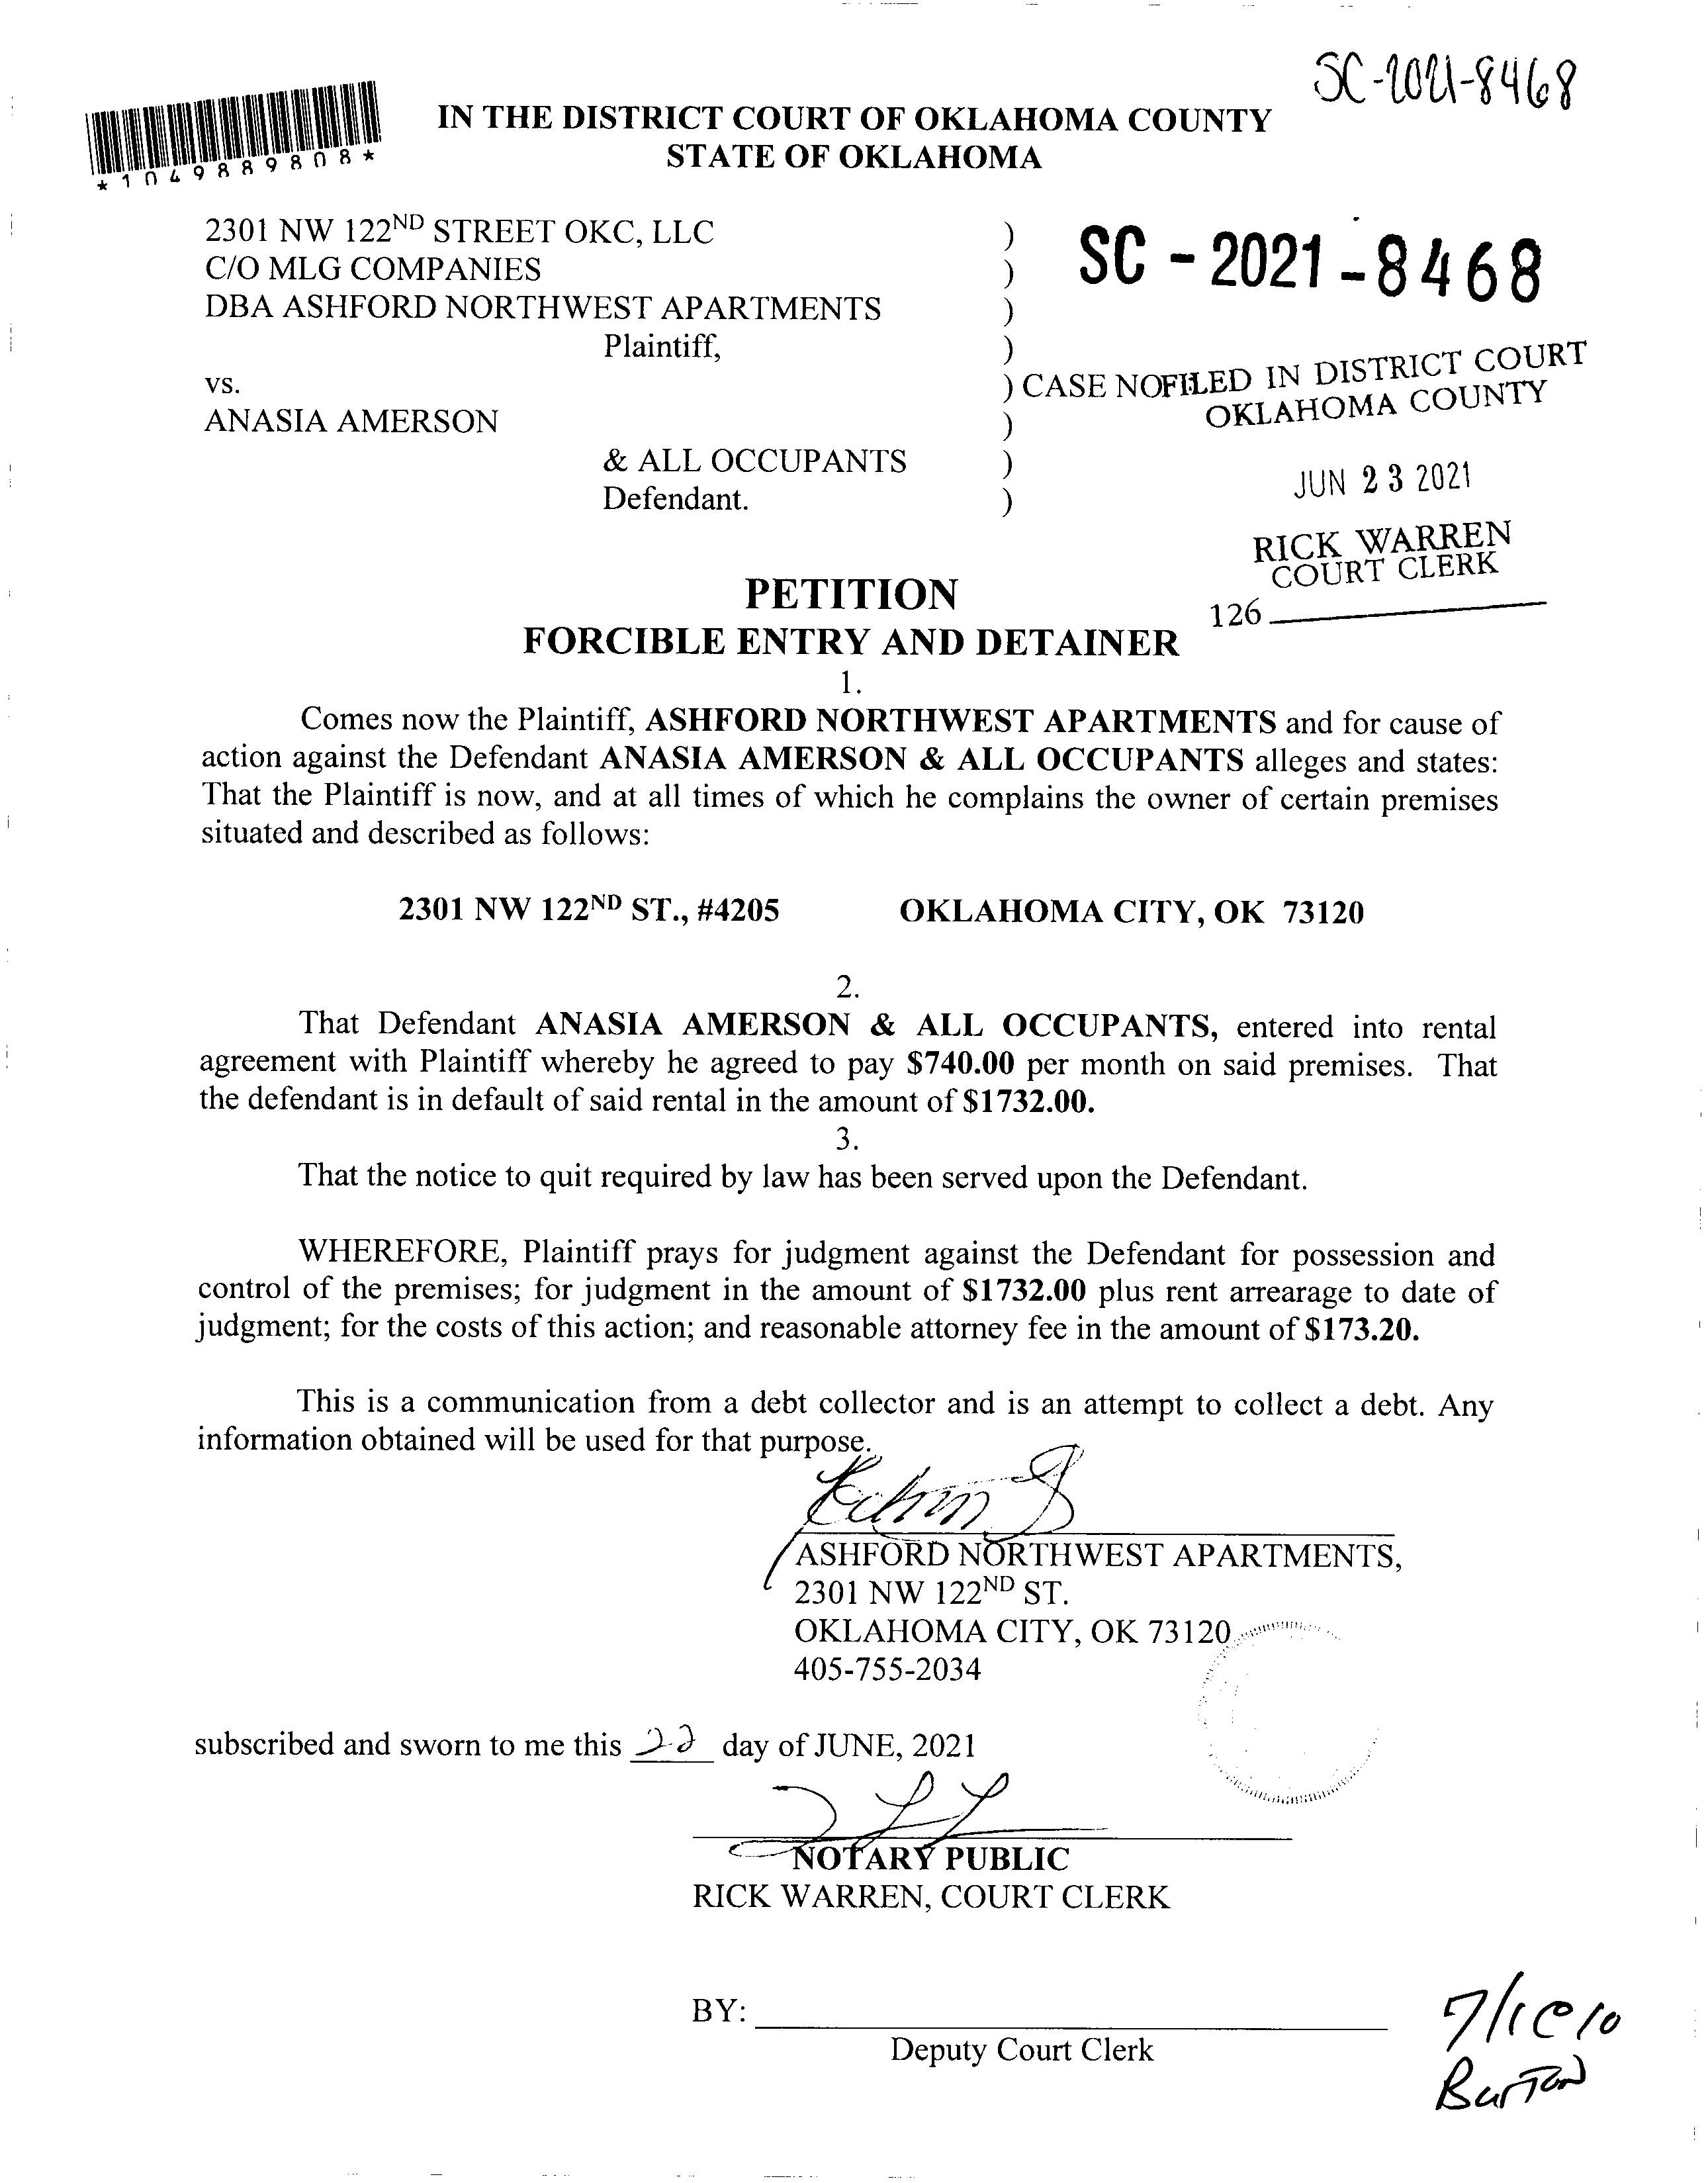 SC-2021-8468
*1049889808*
IN THE DISTRICT COURT OF OKLAHOMA COUNTY
STATE OF OKLAHOMA
2301 NW 122ND STREET OKC, LLC )
C/O MLG COMPANIES )
DBA ASHFORD NORTHWEST APARTMENTS )
Plaintiff, )
SC - 2021 - 8468
vs. ) CASE NO
ANASIA AMERSON )
& ALL OCCUPANTS )
Defendant. )
FILED IN DISTRICT COURT
OKLAHOMA COUNTY
JUN 23 2021
RICK WARREN
COURT CLERK
126
PETITION
FORCIBLE ENTRY AND DETAINER
1.
Comes now the Plaintiff, ASHFORD NORTHWEST APARTMENTS and for cause of
action against the Defendant ANASIA AMERSON & ALL OCCUPANTS alleges and states:
That the Plaintiff is now, and at all times of which he complains the owner of certain premises
situated and described as follows:
2301 NW 122ND ST., #4205 OKLAHOMA CITY, OK 73120
2.
That Defendant ANASIA AMERSON & ALL OCCUPANTS, entered into rental
agreement with Plaintiff whereby he agreed to pay $740.00 per month on said premises. That
the defendant is in default of said rental in the amount of $1732.00.
3.
That the notice to quit required by law has been served upon the Defendant.
WHEREFORE, Plaintiff prays for judgment against the Defendant for possession and
control of the premises; for judgment in the amount of $1732.00 plus rent arrearage to date of
judgment; for the costs of this action; and reasonable attorney fee in the amount of $173.20.
This is a communication from a debt collector and is an attempt to collect a debt. Any
information obtained will be used for that purpose.
ASHFORD NORTHWEST APARTMENTS,
2301 NW 122ND ST.
OKLAHOMA CITY, OK 73120
405-755-2034
subscribed and sworn to me this 22 day of JUNE, 2021
NOTARY PUBLIC
RICK WARREN, COURT CLERK
BY:
Deputy Court Clerk
7/1@10
Burton